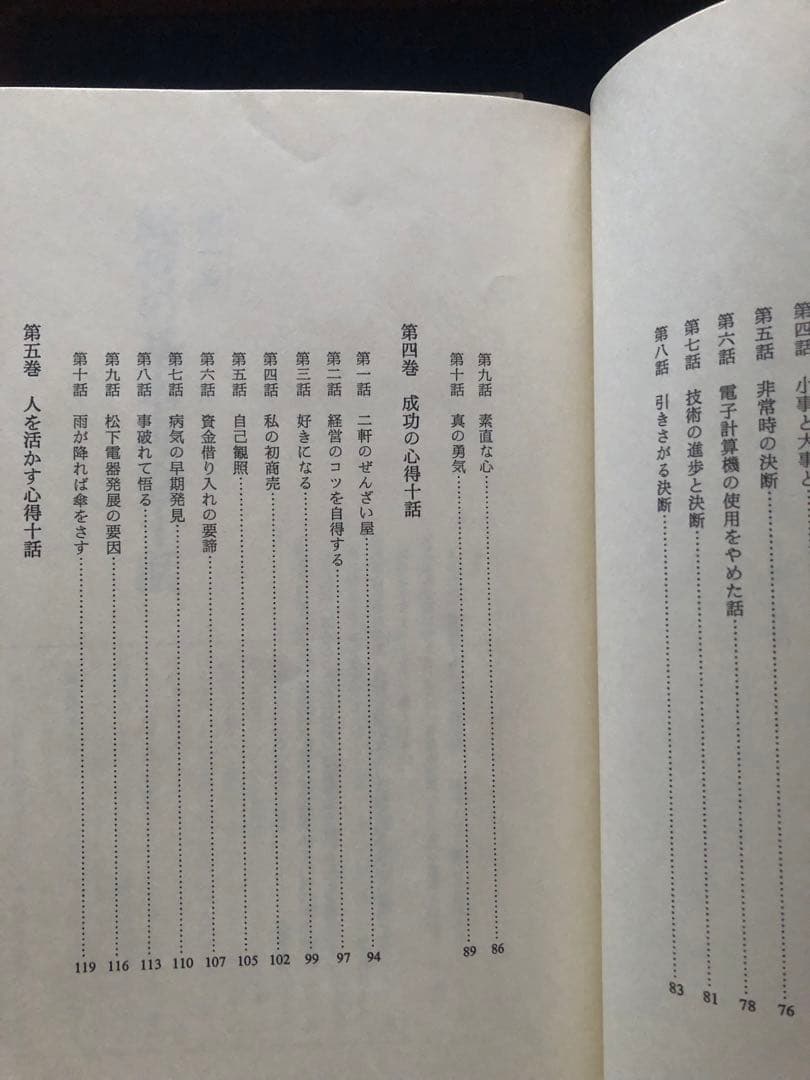 第四話　小事と大事と
第五話　非常時の決断……76
第六話　電子計算機の使用をやめた話……78
第七話　技術の進歩と決断……81
第八話　引きさがる決断……83
第九話　素直な心……86
第十話　真の勇気……89
第四巻　成功の心得十話
第一話　二軒のぜんざい屋……94
第二話　経営のコツを自得する……97
第三話　好きになる……99
第四話　私の初商売……102
第五話　自己観照……105
第六話　資金借り入れの要諦……107
第七話　病気の早期発見……110
第八話　事破れて悟る……113
第九話　松下電器発展の要因……116
第十話　雨が降れば傘をさす……119
第五巻　人を活かす心得十話